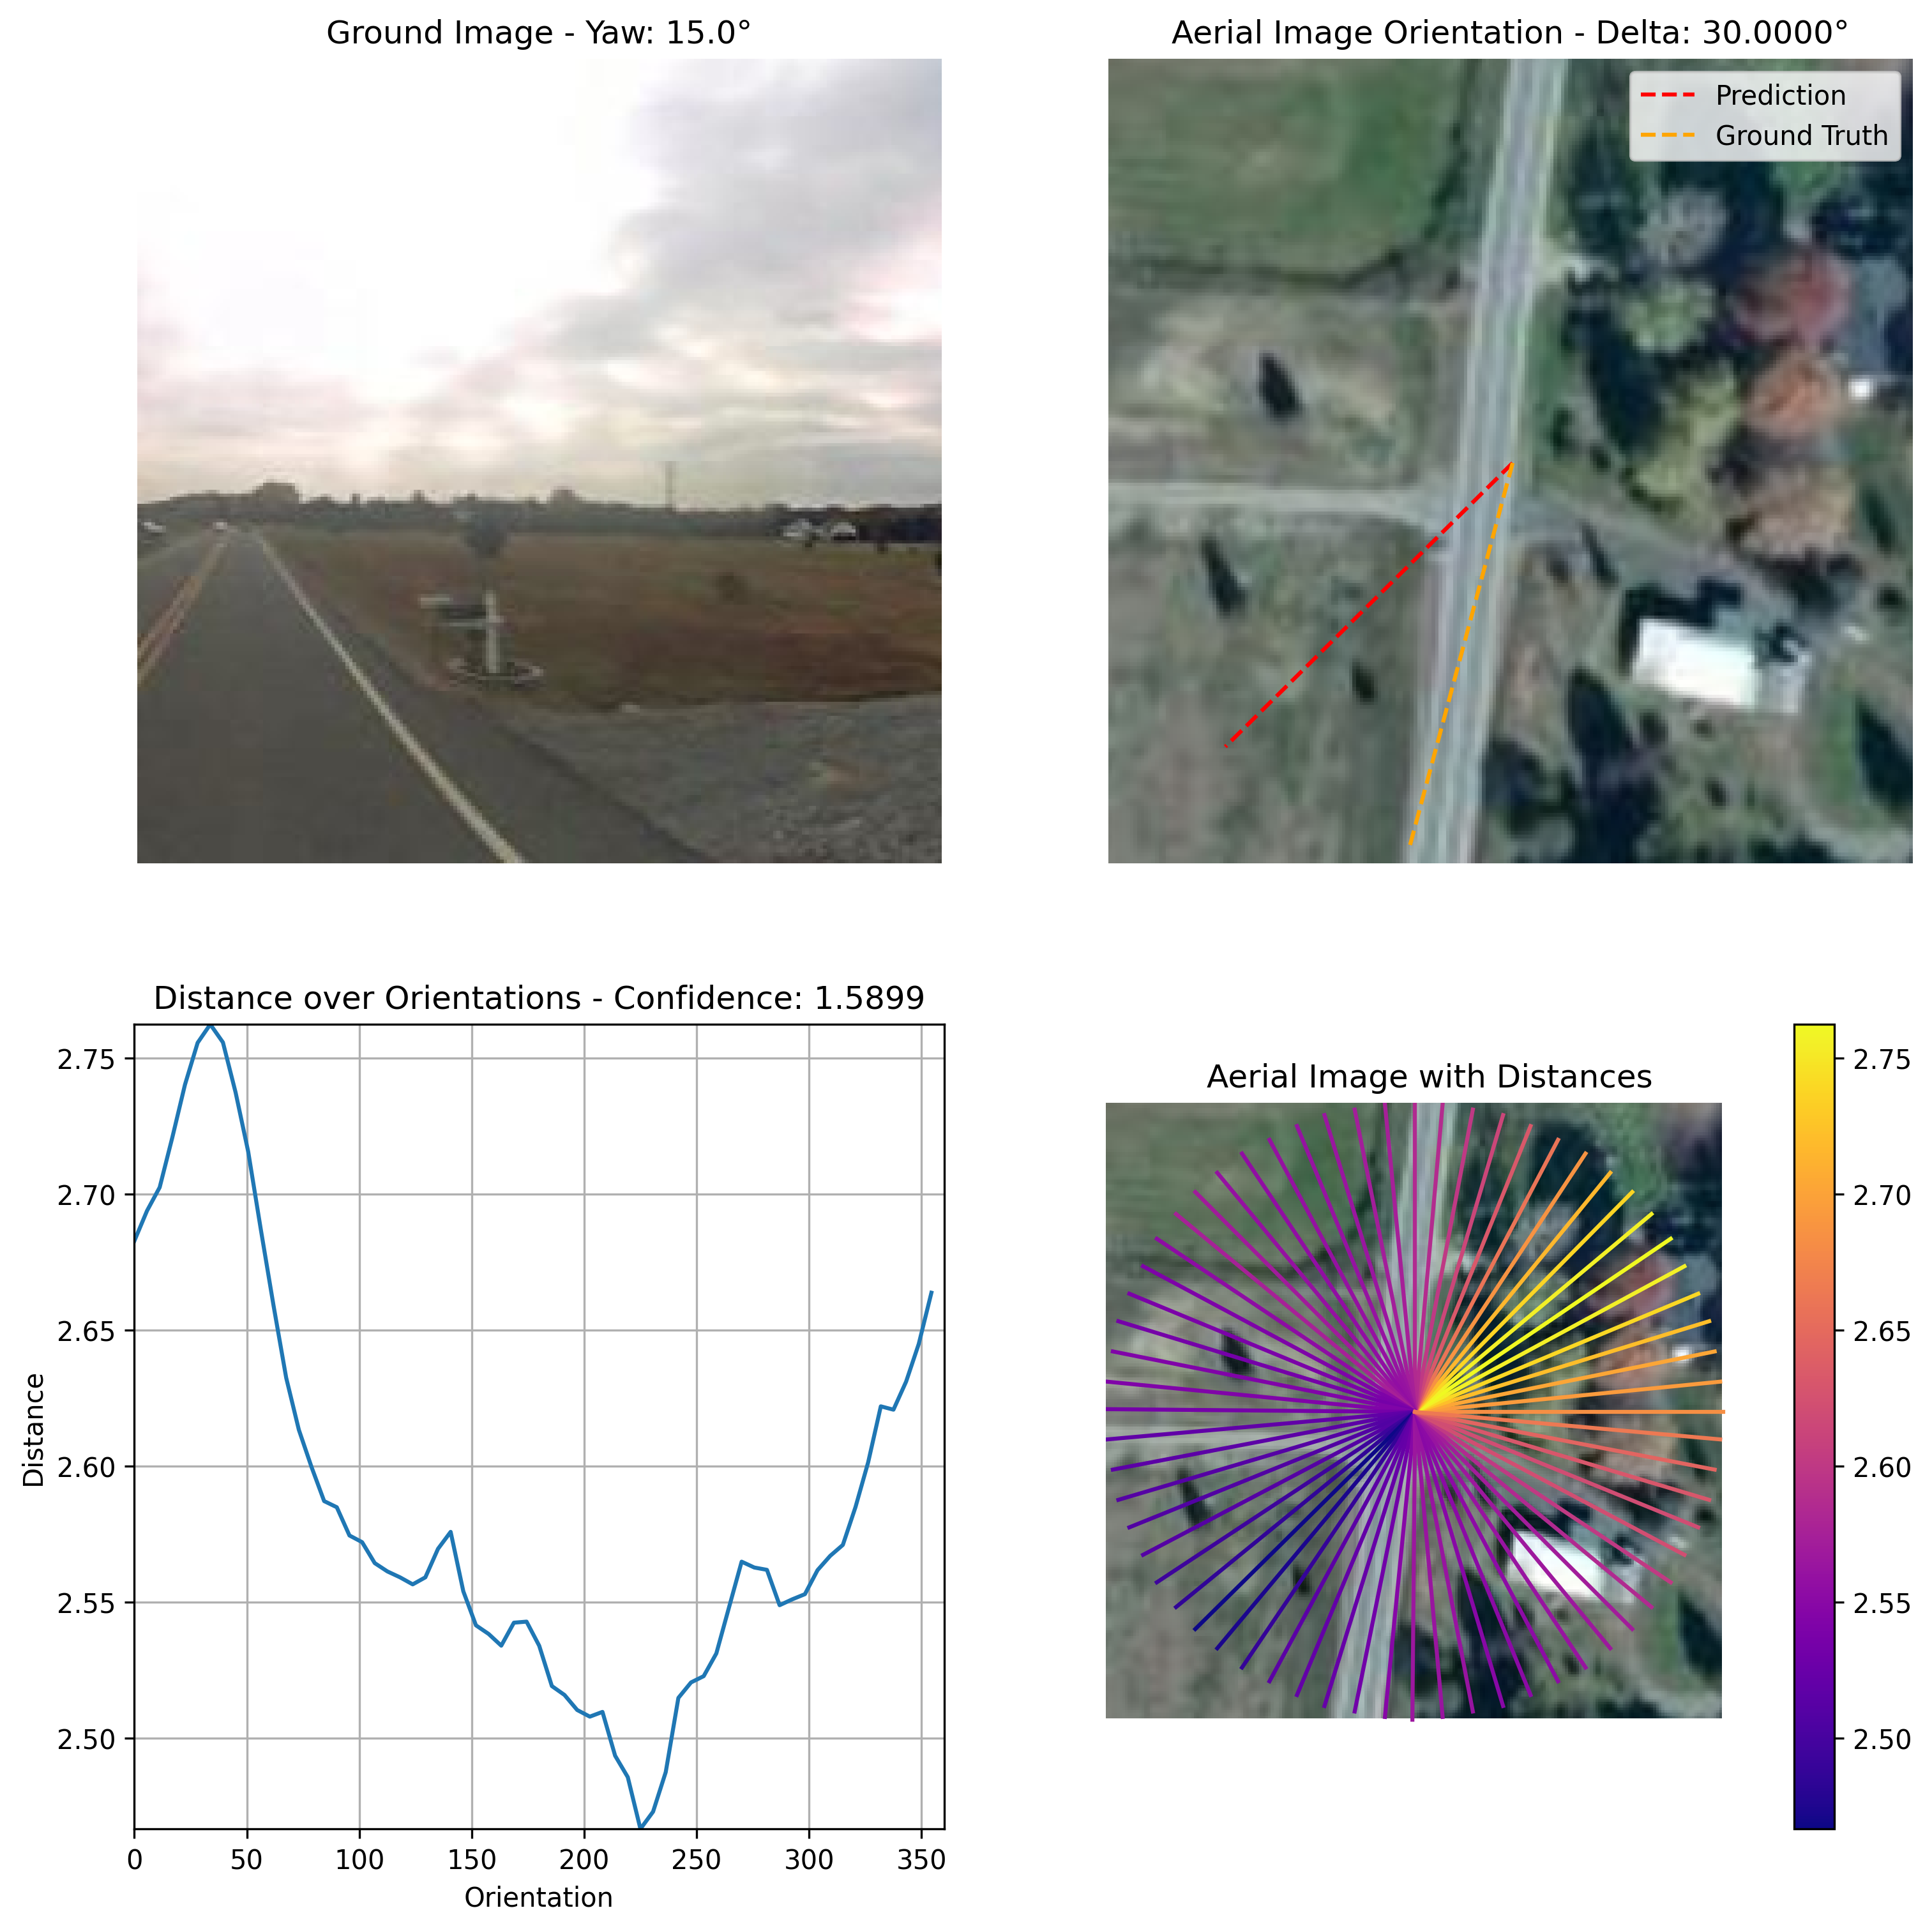 Ground Image - Yaw: 15.0°
Aerial Image Orientation - Delta: 30.0000°
Prediction
Ground Truth
Distance over Orientations - Confidence: 1.5899
2.75
2.70
2.65
2.60
2.55
2.50
Distance
0 50 100 150 200 250 300 350
Orientation
Aerial Image with Distances
2.75
2.70
2.65
2.60
2.55
2.50